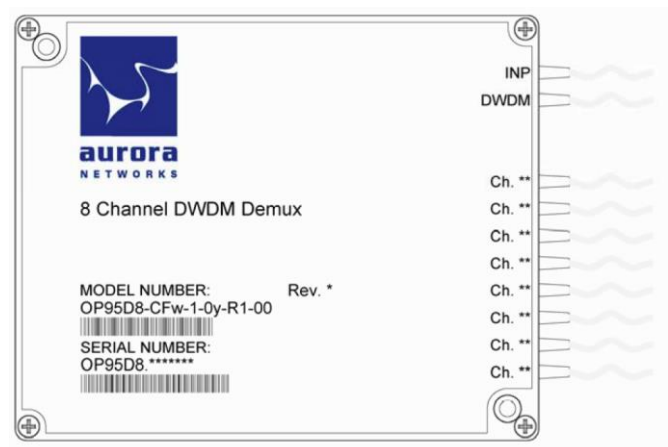 INP
DWDM
aurora
NETWORKS
8 Channel DWDM Demux
Ch. **
Ch. **
Ch. **
Ch. **
Ch. **
Ch. **
Ch. **
Ch. **
MODEL NUMBER: Rev. *
OP95D8-CFw-1-0y-R1-00
SERIAL NUMBER:
OP95D8.*******